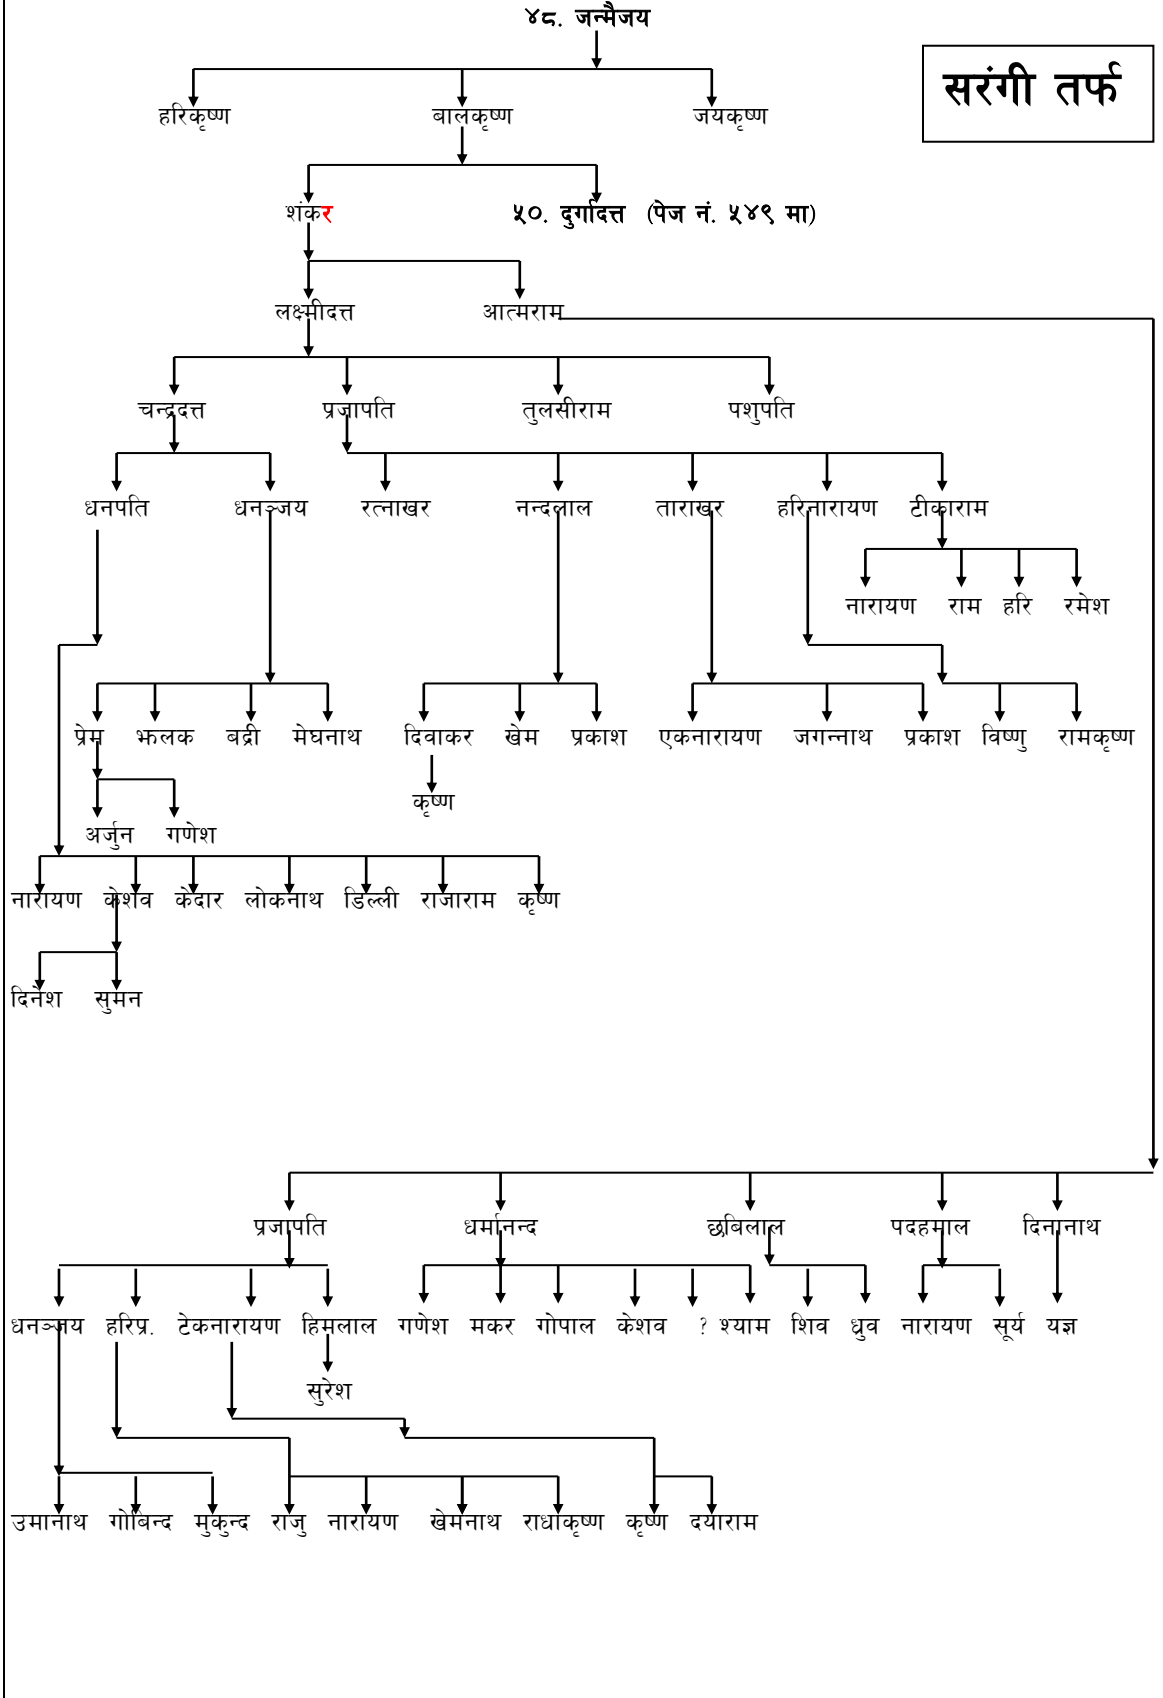 ४८. जन्मैजय
सरंगी तर्फ
हरिकृष्ण बालकृष्ण जयकृष्ण
शंकर ५०. दुर्गादत्त (पेज नं. ५४९ मा)
लक्ष्मीदत्त आत्मराम
चन्द्रदत्त प्रजापति तुलसीराम पशुपति
धनपति धनञ्जय रत्नाखर नन्दलाल ताराखर हरिनारायण टीकाराम
नारायण राम हरि रमेश
प्रेम झलक बद्री मेघनाथ दिवाकर खेम प्रकाश एकनारायण जगन्नाथ प्रकाश विष्णु रामकृष्ण
कृष्ण
अर्जुन गणेश
नारायण केशव केदार लोकनाथ डिल्ली राजाराम कृष्ण
दिनेश सुमन
प्रजापति धर्मानन्द छबिलाल पदहमाल दिनानाथ
धनञ्जय हरिप्र. टेकनारायण हिमलाल गणेश मकर गोपाल केशव ? श्याम शिव ध्रुव नारायण सूर्य यज्ञ
सुरेश
उमानाथ गोबिन्द मुकुन्द राजु नारायण खेमनाथ राधाकृष्ण कृष्ण दयाराम